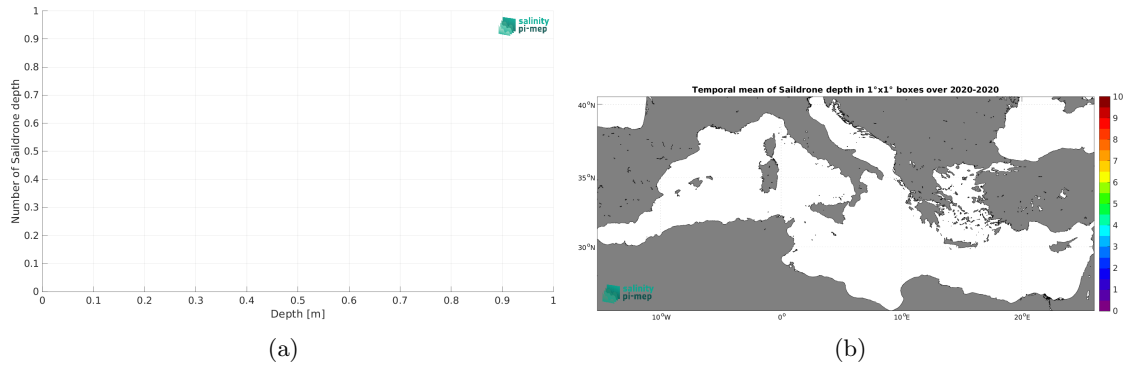 1
0.9
0.8
0.7
0.6
0.5
0.4
0.3
0.2
0.1
0
Number of Saildrone depth
salinity
pi-mep
0 0.1 0.2 0.3 0.4 0.5 0.6 0.7 0.8 0.9 1
Depth [m]
(a)
Temporal mean of Saildrone depth in 1°x1° boxes over 2020-2020
40°N
35°N
30°N
salinity
pi-mep
10°W 0° 10°E 20°E
10
9
8
7
6
5
4
3
2
1
0
(b)